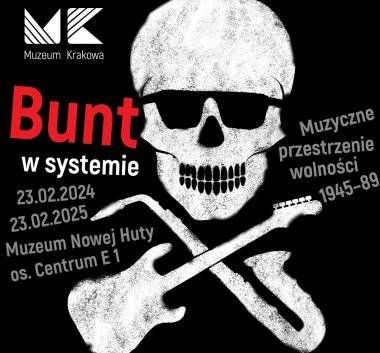 MK
Muzeum Krakowa
Bunt
w systemie
23.02.2024
23.02.2025
Muzeum Nowej Huty
os. Centrum E 1
Muzyczne
przestrzenie
wolności
1945–89